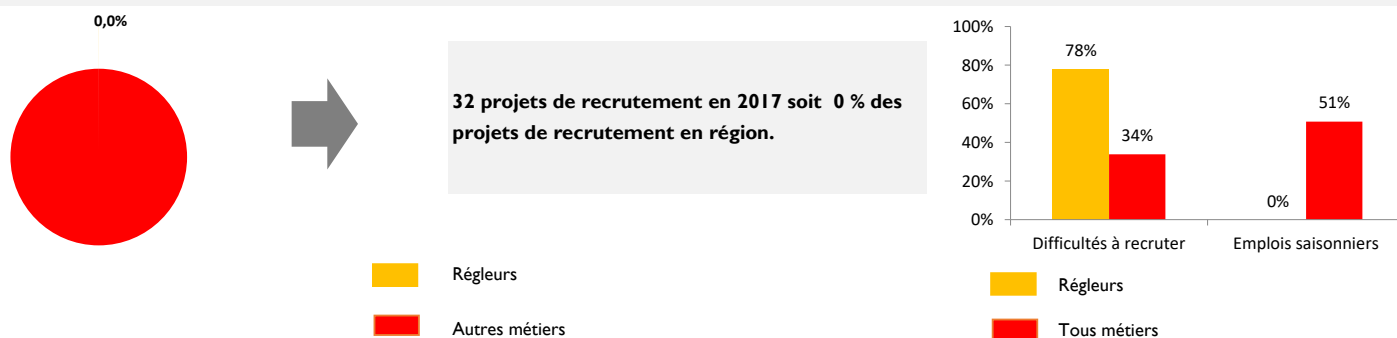 0,0%
32 projets de recrutement en 2017 soit 0 % des
projets de recrutement en région.
Régleurs
Autres métiers
100%
80%
60%
40%
20%
0%
78%
34%
0%
51%
Difficultés à recruter
Emplois saisonniers
Régleurs
Tous métiers